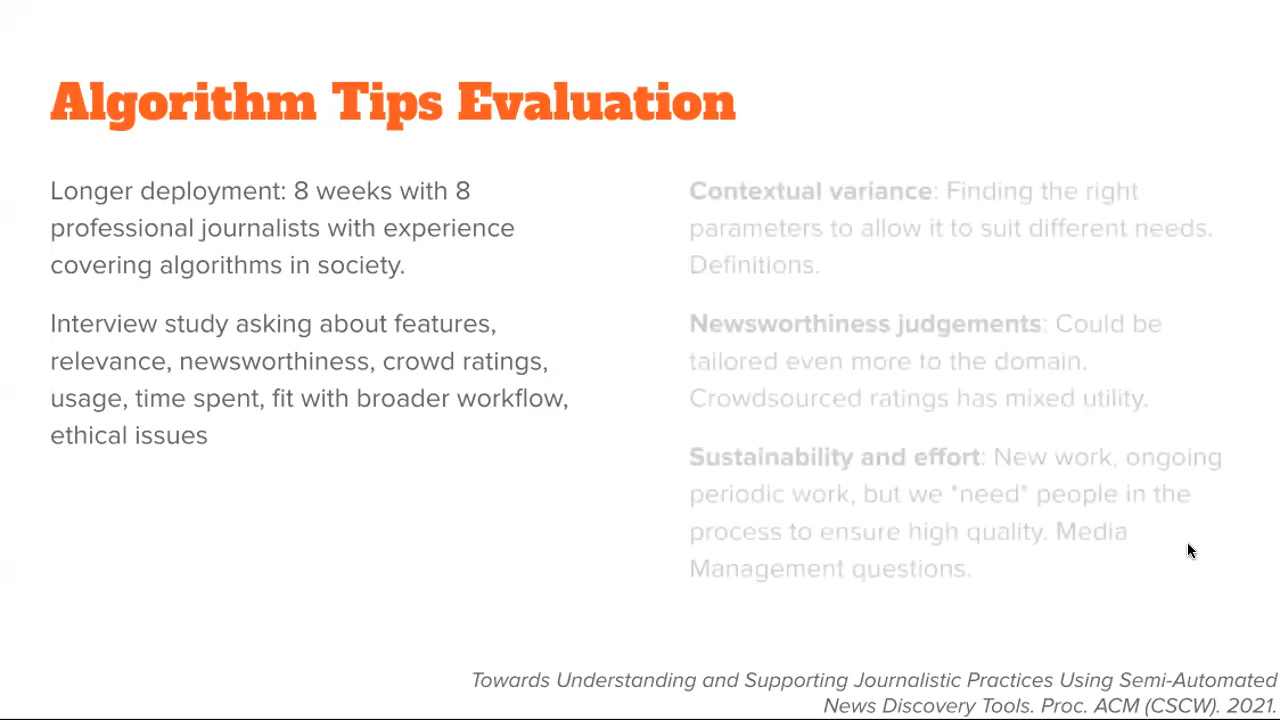 Algorithm Tips Evaluation
Longer deployment: 8 weeks with 8
professional journalists with experience
covering algorithms in society.
Interview study asking about features,
relevance, newsworthiness, crowd ratings,
usage, time spent, fit with broader workflow,
ethical issues
Contextual variance: Finding the right
parameters to allow it to suit different needs.
Definitions.
Newsworthiness judgements: Could be
tailored even more to the domain.
Crowdsourced ratings has mixed utility.
Sustainability and effort: New work, ongoing
periodic work, but we *need* people in the
process to ensure high quality. Media
Management questions.
Towards Understanding and Supporting Journalistic Practices Using Semi-Automated
News Discovery Tools. Proc. ACM (CSCW). 2021.